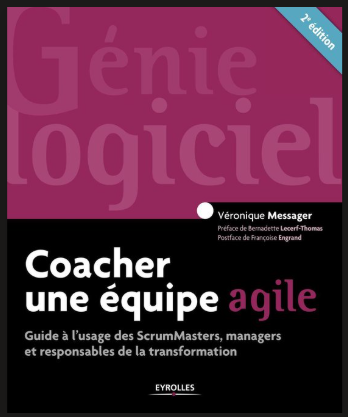 Génie
logiciel
2e édition
Véronique Messager
Préface de Bernadette Lecerf-Thomas
Postface de Françoise Engrand
Coacher
une équipe agile
Guide à l'usage des ScrumMasters, managers
et responsables de la transformation
EYROLLES